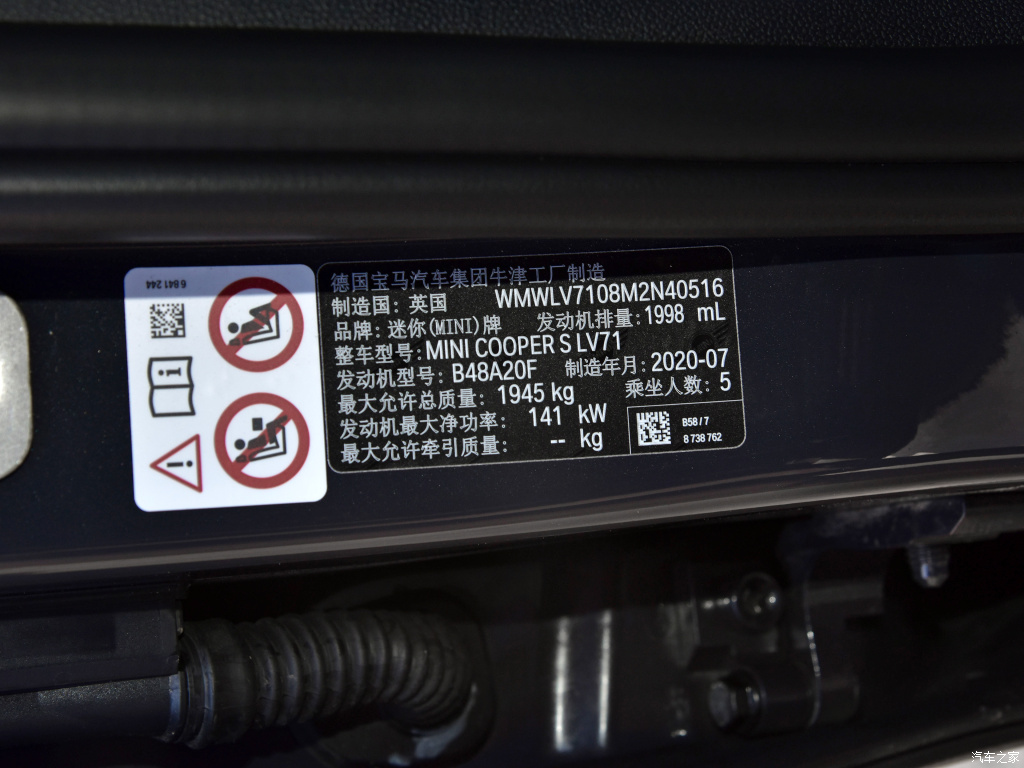 6 841 244
德国宝马汽车集团牛津工厂制造
制造国：英国 WMWLV7108M2N40516
品牌：迷你(MINI)牌 发动机排量：1998 mL
整车型号：MINI COOPER S LV71
发动机型号：B48A20F 制造年月：2020-07
最大允许总质量：1945 kg 乘坐人数：5
发动机最大净功率：141 kW
最大允许牵引质量：-- kg
B58 / 7
8 738 762
汽车之家